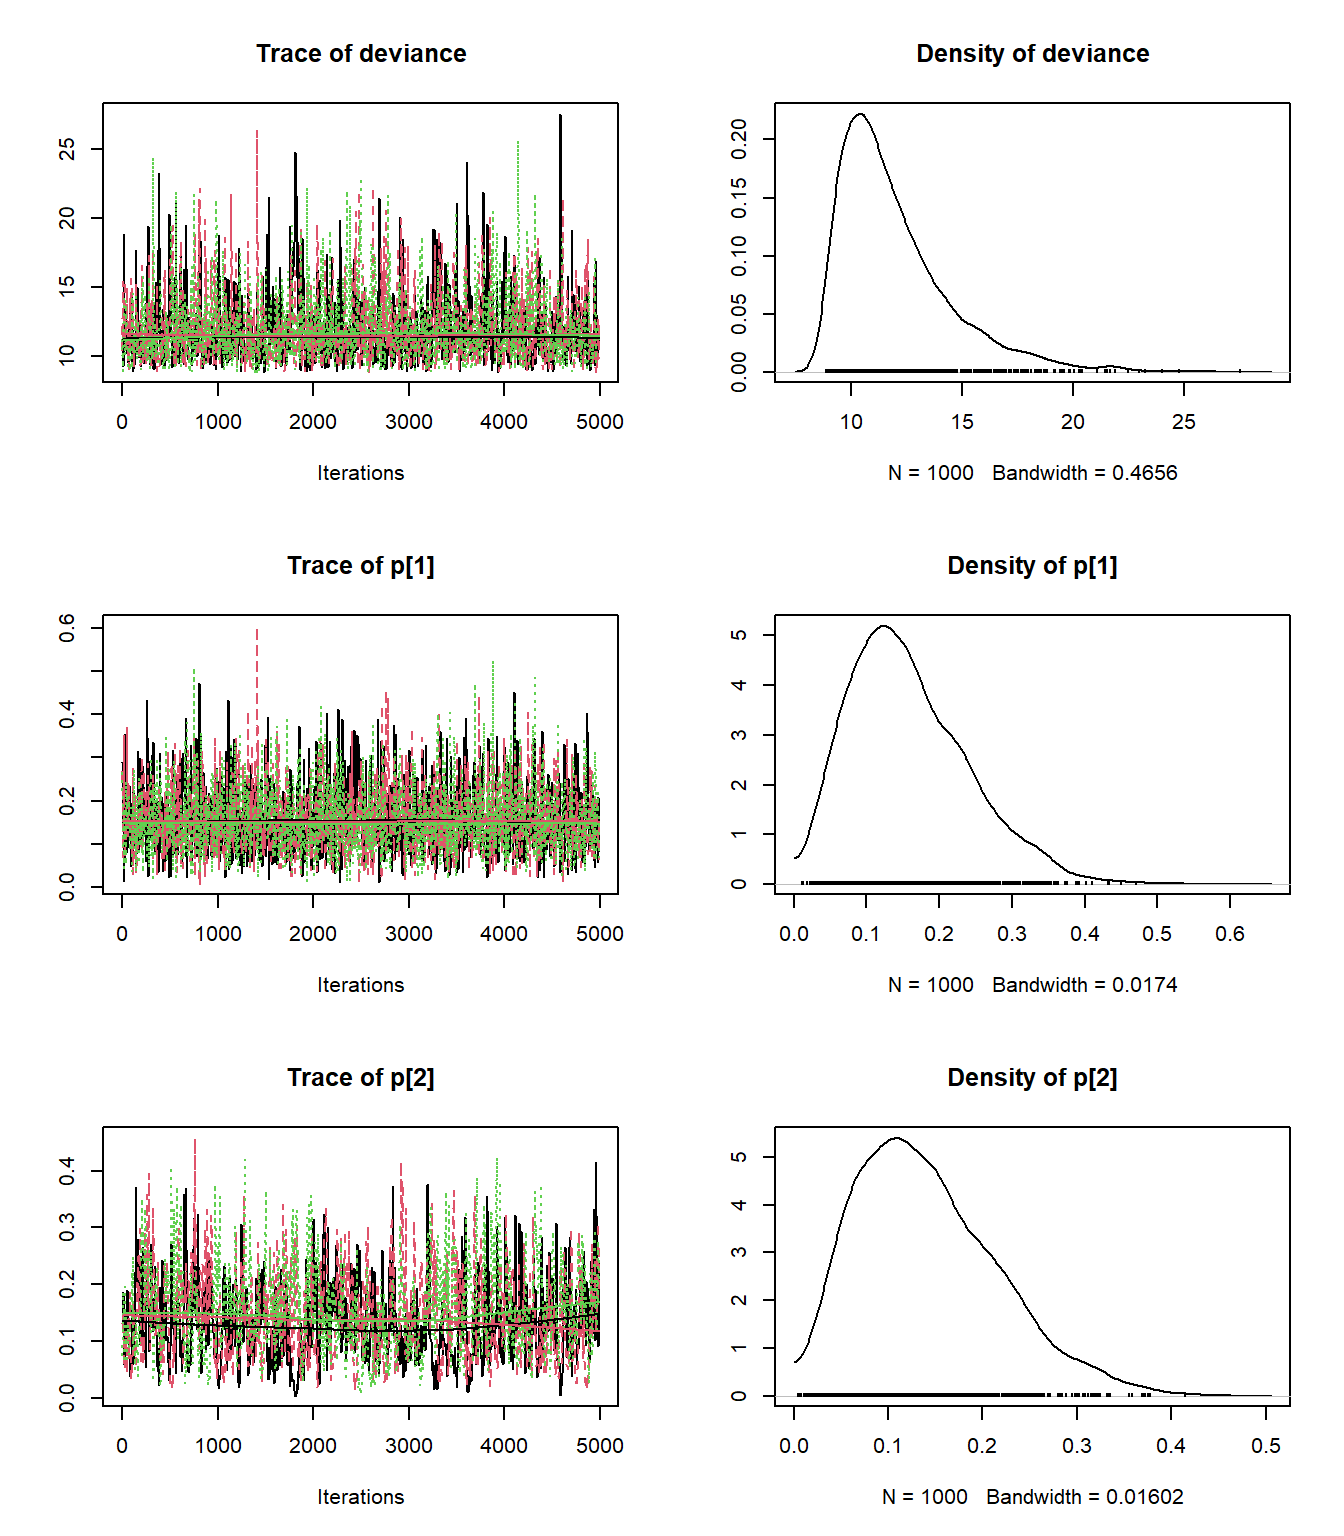 Trace of deviance
25
20
15
10
0 1000 2000 3000 4000 5000
Iterations
Density of deviance
0.20
0.15
0.10
0.05
0.00
10 15 20 25
N = 1000 Bandwidth = 0.4656
Trace of p[1]
0.6
0.4
0.2
0.0
0 1000 2000 3000 4000 5000
Iterations
Density of p[1]
5
4
3
2
1
0
0.0 0.1 0.2 0.3 0.4 0.5 0.6
N = 1000 Bandwidth = 0.0174
Trace of p[2]
0.4
0.3
0.2
0.1
0.0
0 1000 2000 3000 4000 5000
Iterations
Density of p[2]
5
4
3
2
1
0
0.0 0.1 0.2 0.3 0.4 0.5
N = 1000 Bandwidth = 0.01602